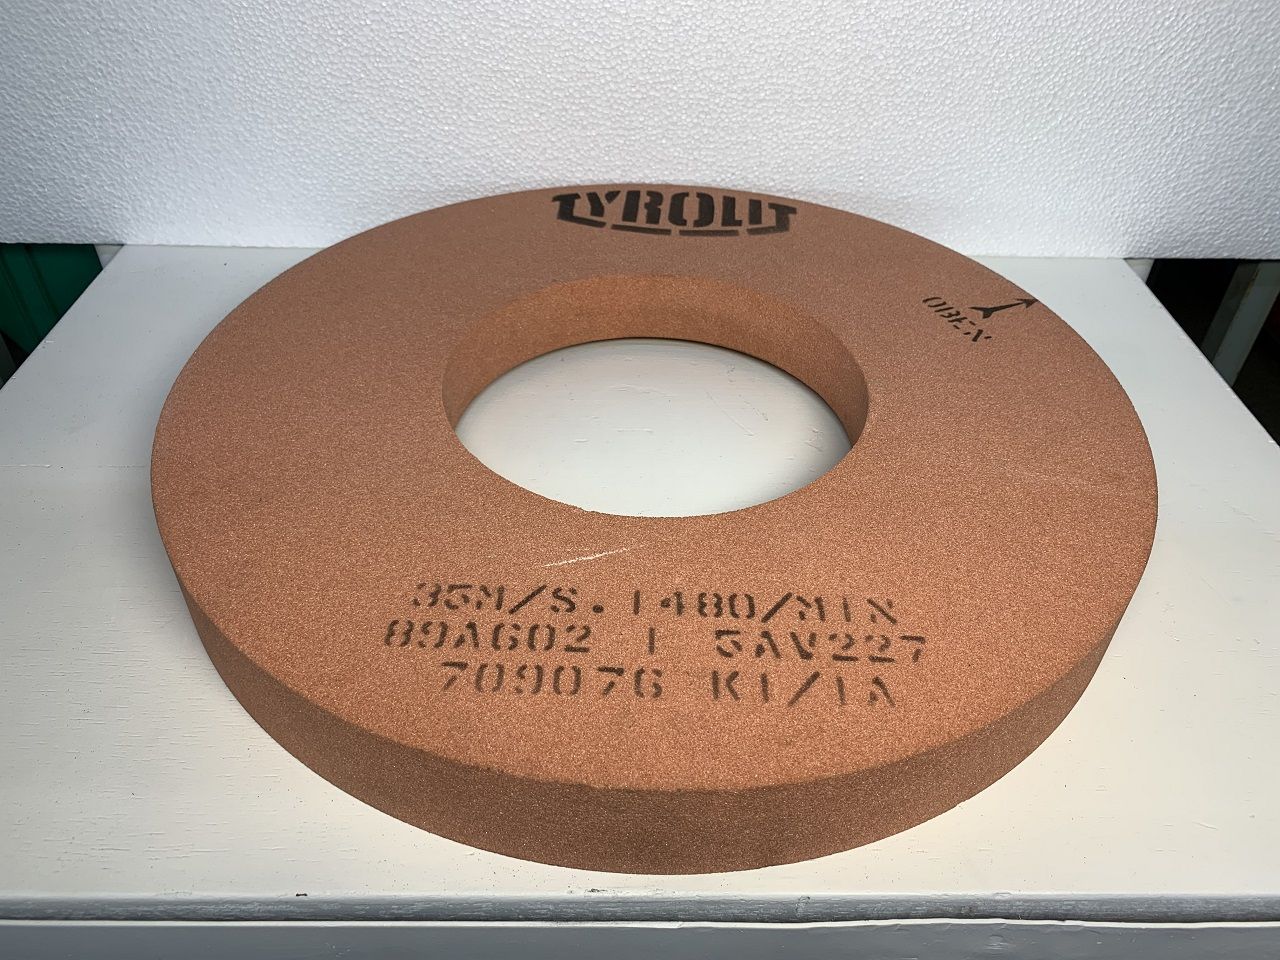 TYROLIT
OBEN
35M/S. 1480/MIN
89A602 I 5AV227
709076 K1/1A